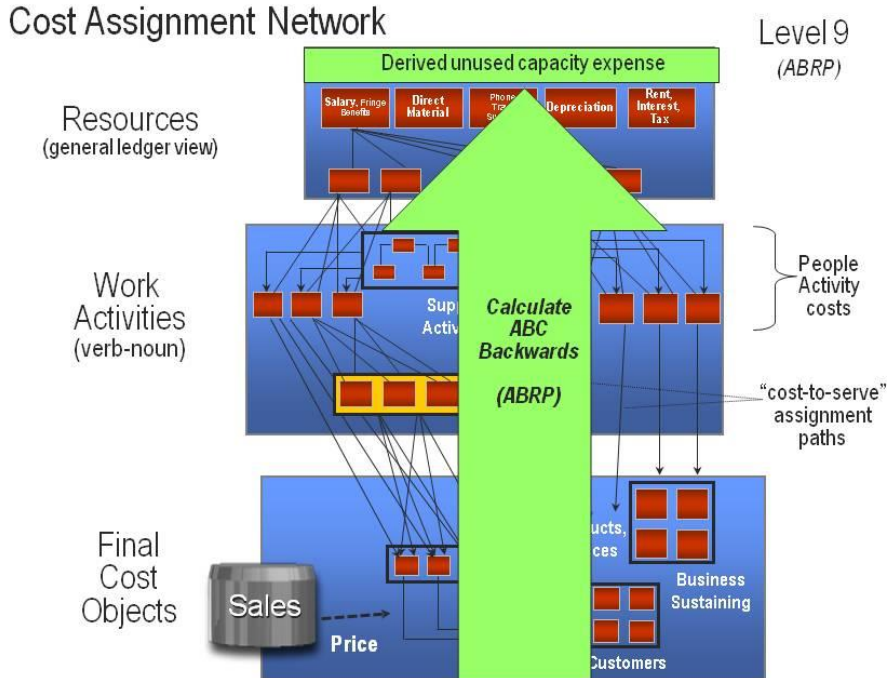 Cost Assignment Network
Level 9
(ABRP)
Derived unused capacity expense
Resources
(general ledger view)
Salary, Fringe
Benefits
Direct
Material
Phone
Depreciation
Rent,
Interest,
Tax
Work
Activities
(verb-noun)
People
Activity
costs
Calculate
ABC
Backwards
(ABRP)
"cost-to-serve"
assignment
paths
Final
Cost
Objects
Sales
Price
Business
Sustaining
Customers